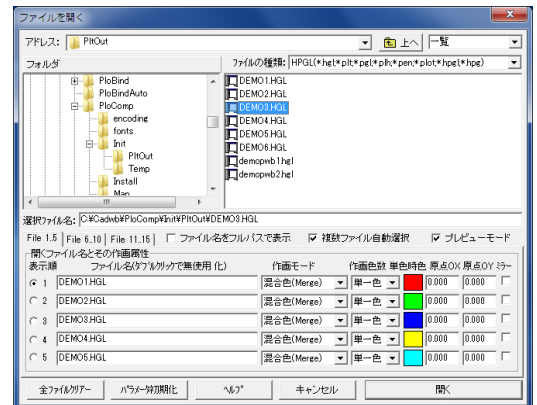 ファイルを開く
アドレス: PltOut 上へ 一覧
フォルダ ファイルの種類: HPGL(*.hgl;*.plt;*.pgl;*.pln;*.pen;*.plot;*.hpgl;*.hpg)
PloBind
PloBindAuto
PloComp
encoding
fonts
Init
PltOut
Temp
Install
Man
DEMO1.HGL
DEMO2.HGL
DEMO3.HGL
DEMO4.HGL
DEMO5.HGL
DEMO6.HGL
demopwb1.hgl
demopwb2.hgl
選択ファイル名: C:¥Cadwb¥PloComp¥Init¥PltOut¥DEMO3.HGL
File 1.5 File 6.10 File 11.15 ファイル名をフルパスで表示 複数ファイル自動選択 プレビューモード
開くファイル名とその作画属性
表示順 ファイル名(ダブルクリックで無使用化) 作画モード 作画色数 単色時色 原点OX 原点OY ミラー
1 DEMO1.HGL 混合色(Merge) 単一色 0.000 0.000
2 DEMO2.HGL 混合色(Merge) 単一色 0.000 0.000
3 DEMO3.HGL 混合色(Merge) 単一色 0.000 0.000
4 DEMO4.HGL 混合色(Merge) 単一色 0.000 0.000
5 DEMO5.HGL 混合色(Merge) 単一色 0.000 0.000
全ファイルクリアー パラメータ初期化 ヘルプ キャンセル 開く